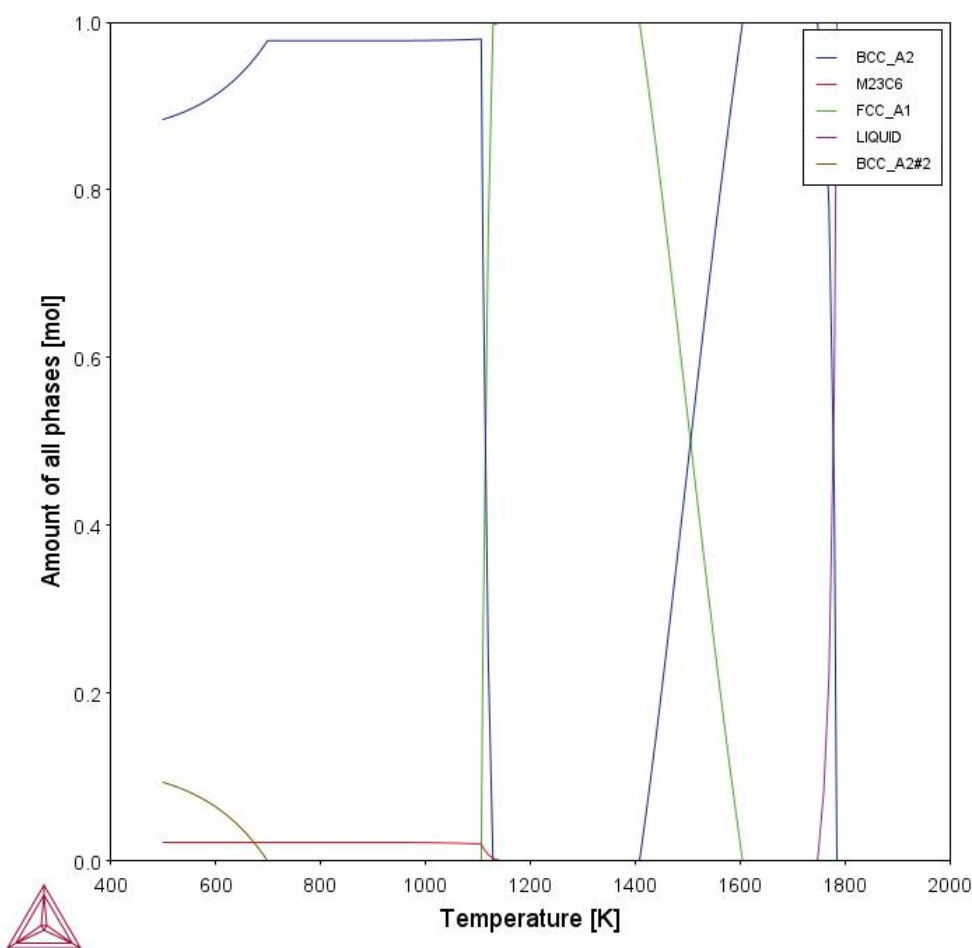 1.0
0.8
0.6
0.4
0.2
0.0
Amount of all phases [mol]
BCC_A2
M23C6
FCC_A1
LIQUID
BCC_A2#2
400 600 800 1000 1200 1400 1600 1800 2000
Temperature [K]